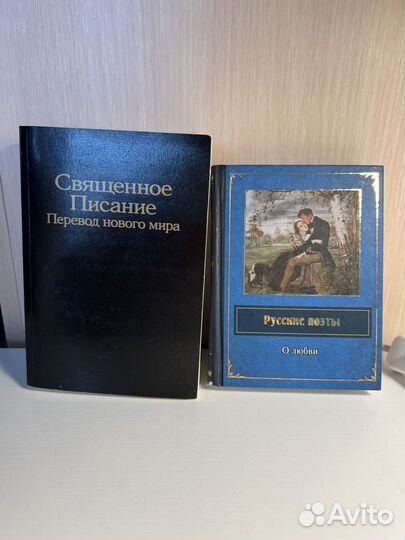 Священное
Писание
Перевод нового мира
Русские поэты
О любви
Avito